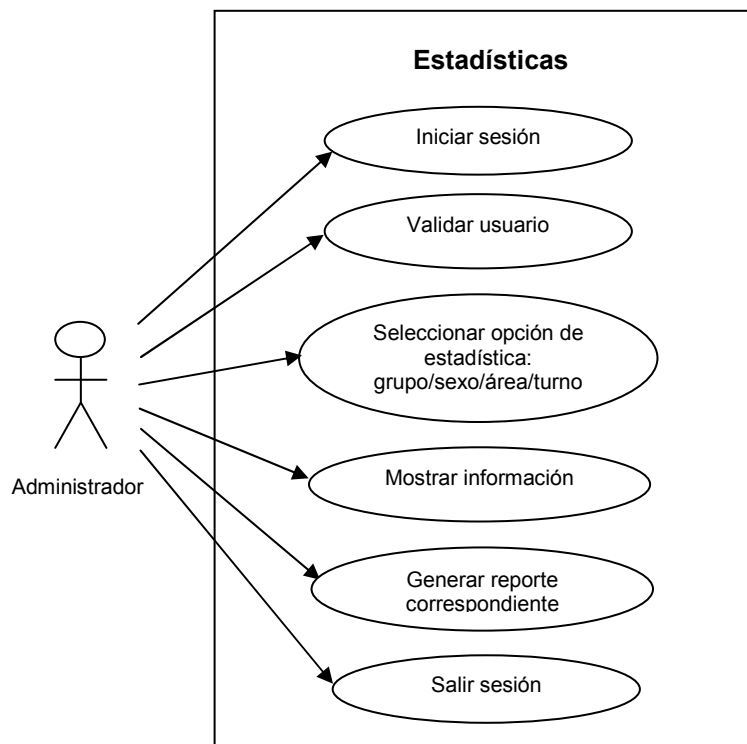 Estadísticas
Iniciar sesión
Validar usuario
Seleccionar opción de
estadística:
grupo/sexo/área/turno
Mostrar información
Administrador
Generar reporte
correspondiente
Salir sesión